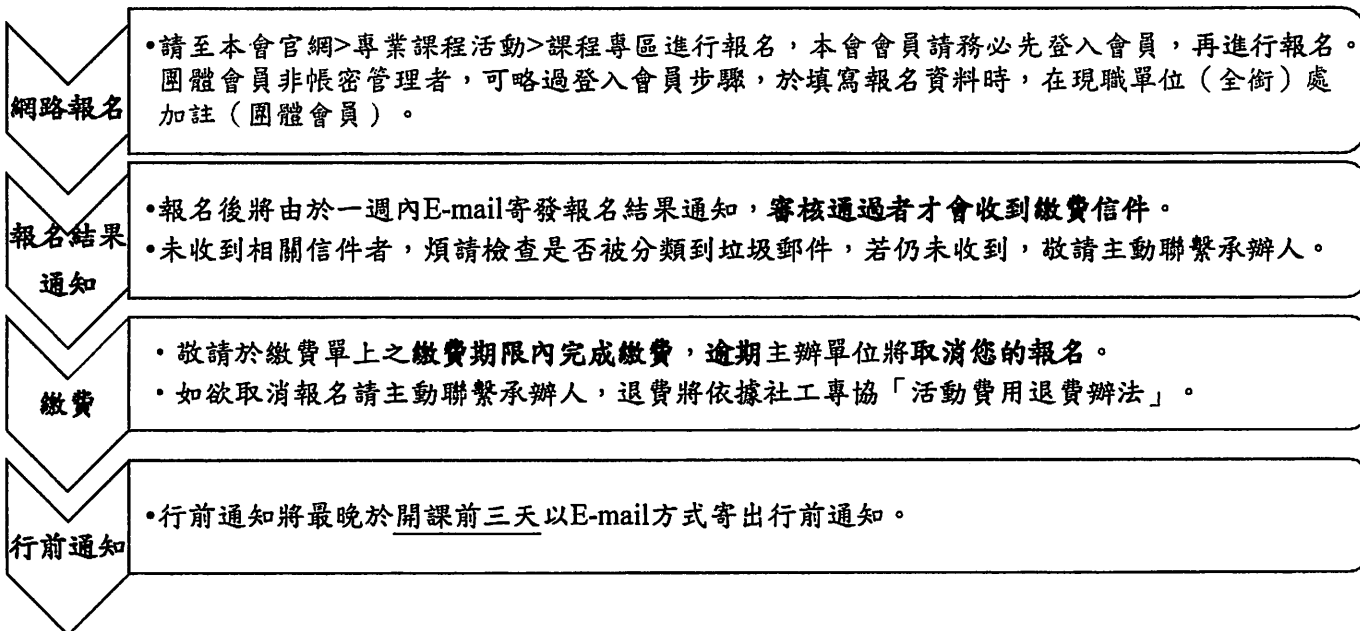 網路報名
•請至本會官網>專業課程活動>課程專區進行報名，本會會員請務必先登入會員，再進行報名。
團體會員非帳密管理者，可略過登入會員步驟，於填寫報名資料時，在現職單位（全銜）處
加註（團體會員）。
報名結果
通知
•報名後將由於一週內E-mail寄發報名結果通知，審核通過者才會收到繳費信件。
•未收到相關信件者，煩請檢查是否被分類到垃圾郵件，若仍未收到，敬請主動聯繫承辦人。
繳費
•敬請於繳費單上之繳費期限內完成繳費，逾期主辦單位將取消您的報名。
•如欲取消報名請主動聯繫承辦人，退費將依據社工專協「活動費用退費辦法」。
行前通知
•行前通知將最晚於開課前三天以E-mail方式寄出行前通知。